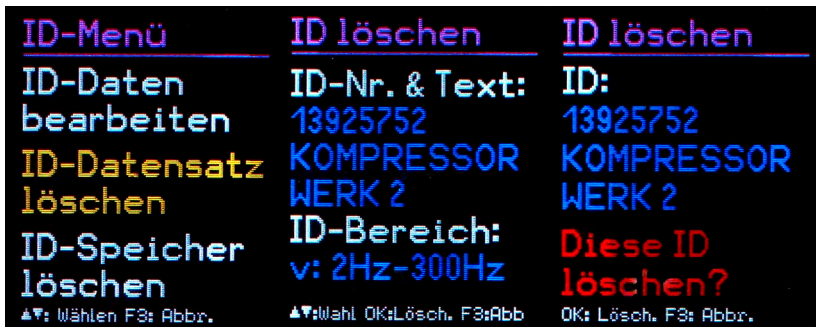 ID-Menü
ID-Daten
bearbeiten
ID-Datensatz
löschen
ID-Speicher
löschen
▲▼: Wählen F3: Abbr.
ID löschen
ID-Nr. & Text:
13925752
KOMPRESSOR
WERK 2
ID-Bereich:
v: 2Hz-300Hz
▲▼:Wahl OK:Lösch. F3:Abb
ID löschen
ID:
13925752
KOMPRESSOR
WERK 2
Diese ID
löschen?
OK: Lösch. F3: Abbr.